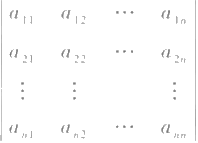 a₁₁ a₁₂ ⋯ a₁ₙ
a₂₁ a₂₂ ⋯ a₂ₙ
⋮ ⋮ ⋮
aₙ₁ aₙ₂ ⋯ aₙₙ